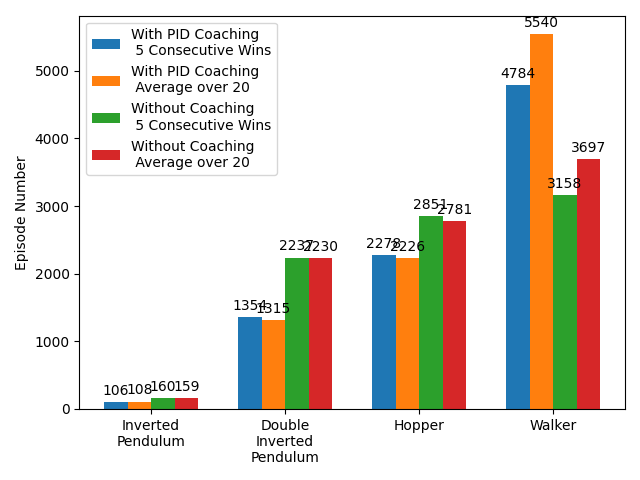 With PID Coaching
5 Consecutive Wins
With PID Coaching
Average over 20
Without Coaching
5 Consecutive Wins
Without Coaching
Average over 20
Episode Number
5000
4000
3000
2000
1000
0
106
108
160
159
1354
1315
2237
2230
2278
2226
2851
2781
4784
5540
3158
3697
Inverted
Pendulum
Double
Inverted
Pendulum
Hopper
Walker